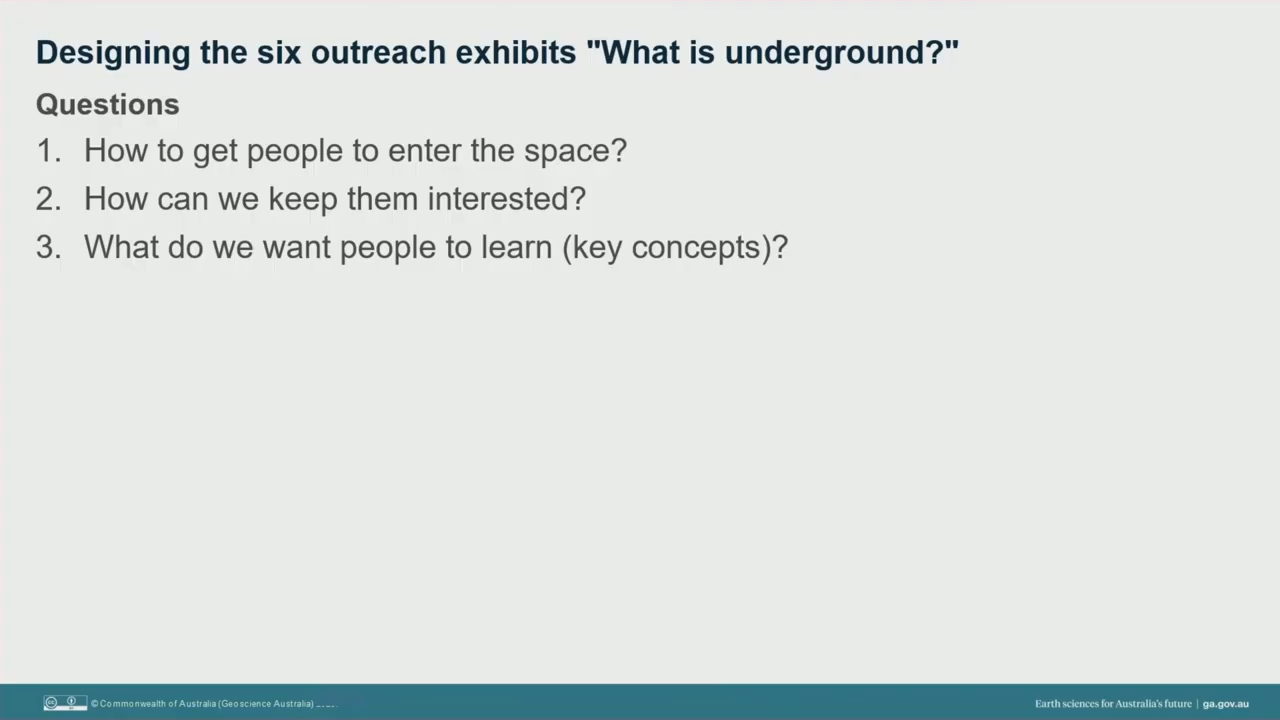 Designing the six outreach exhibits "What is underground?"
Questions
1. How to get people to enter the space?
2. How can we keep them interested?
3. What do we want people to learn (key concepts)?
© Commonwealth of Australia (Geoscience Australia)
Earth sciences for Australia's future | ga.gov.au